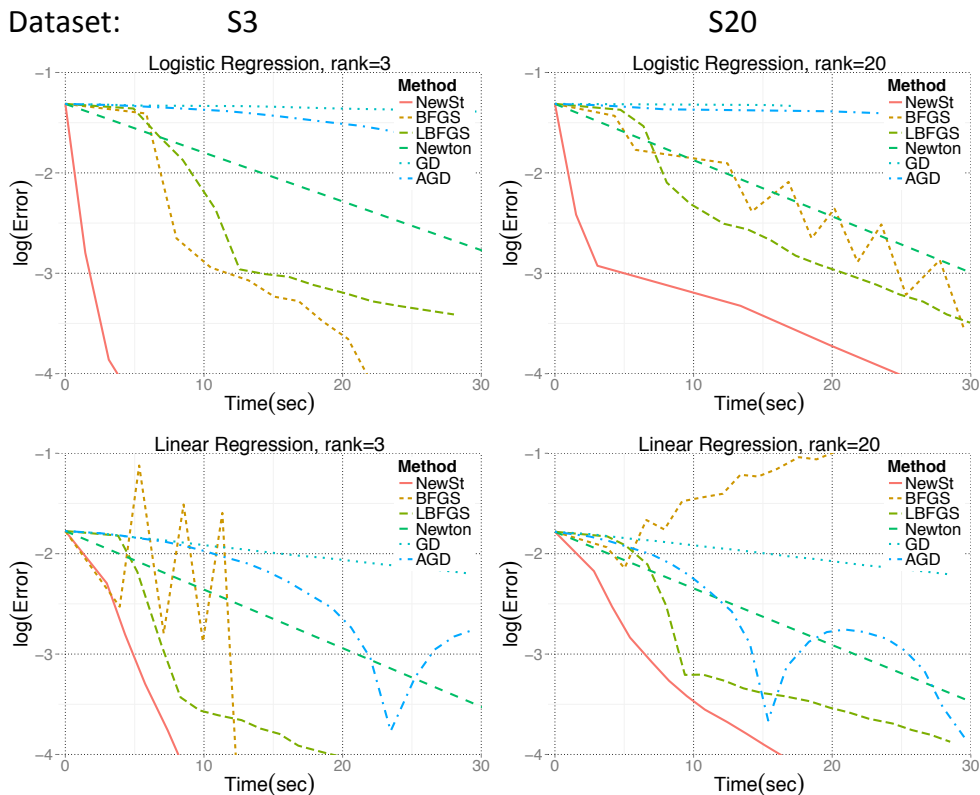 Dataset: S3 S20
Logistic Regression, rank=3
Method
NewSt
BFGS
LBFGS
Newton
GD
AGD
log(Error)
−1
−2
−3
−4
0 10 20 30
Time(sec)
Logistic Regression, rank=20
Method
NewSt
BFGS
LBFGS
Newton
GD
AGD
log(Error)
−1
−2
−3
−4
0 10 20 30
Time(sec)
Linear Regression, rank=3
Method
NewSt
BFGS
LBFGS
Newton
GD
AGD
log(Error)
−1
−2
−3
−4
0 10 20 30
Time(sec)
Linear Regression, rank=20
Method
NewSt
BFGS
LBFGS
Newton
GD
AGD
log(Error)
−1
−2
−3
−4
0 10 20 30
Time(sec)